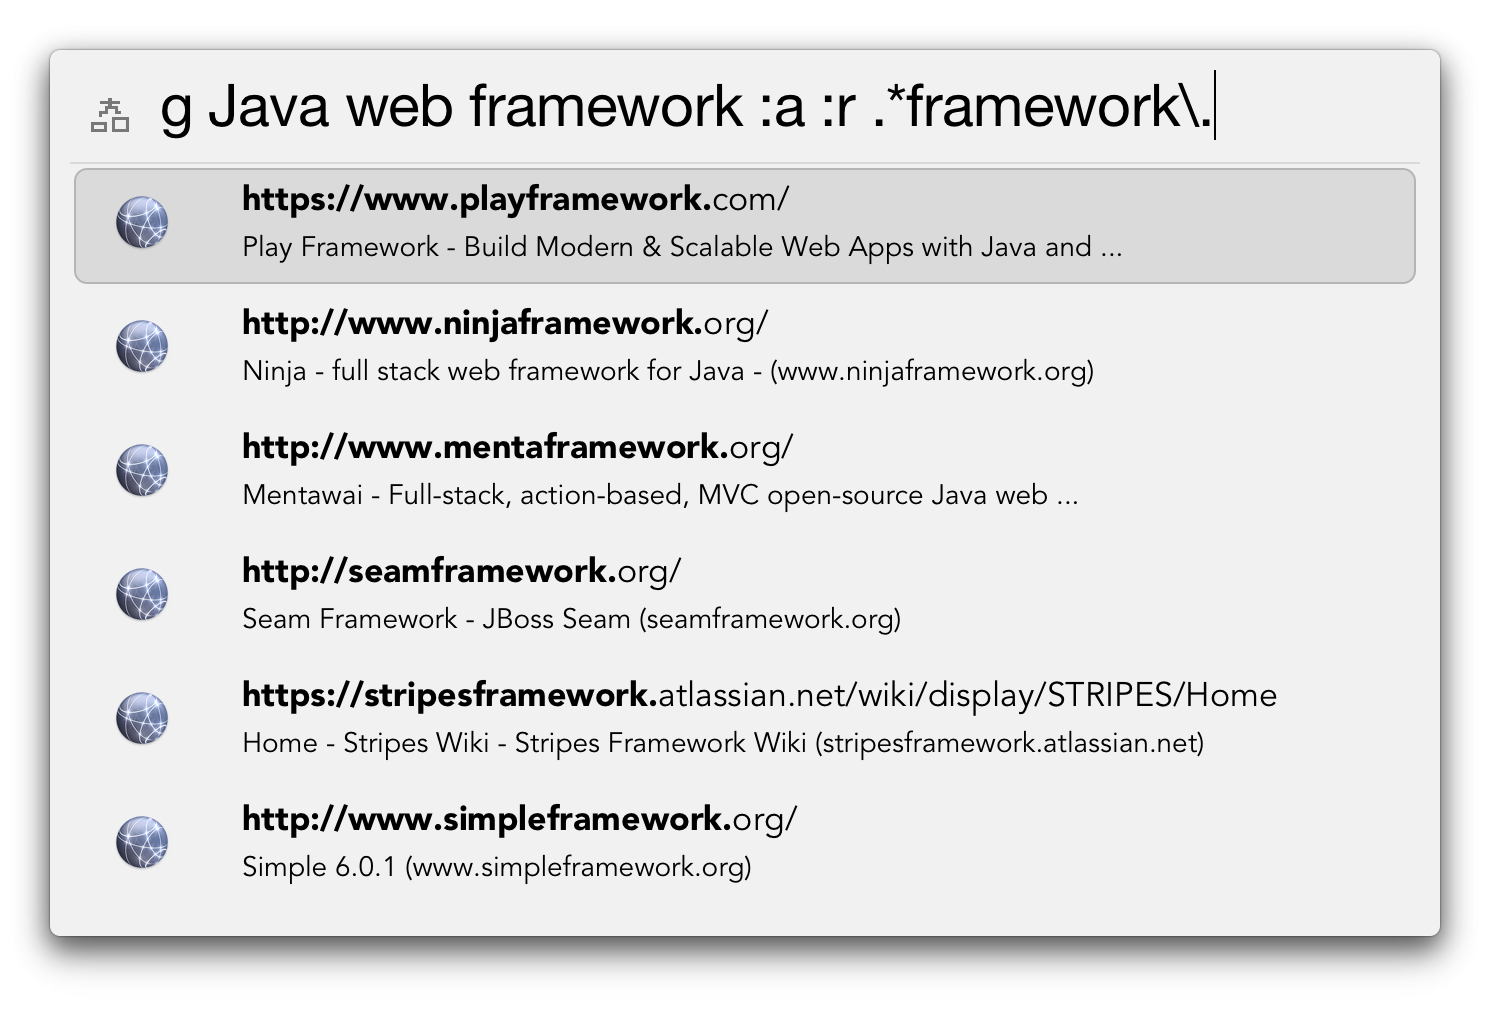 g Java web framework :a :r .*framework\.
https://www.playframework.com/
Play Framework - Build Modern & Scalable Web Apps with Java and ...
http://www.ninjaframework.org/
Ninja - full stack web framework for Java - (www.ninjaframework.org)
http://www.mentaframework.org/
Mentawai - Full-stack, action-based, MVC open-source Java web ...
http://seamframework.org/
Seam Framework - JBoss Seam (seamframework.org)
https://stripesframework.atlassian.net/wiki/display/STRIPES/Home
Home - Stripes Wiki - Stripes Framework Wiki (stripesframework.atlassian.net)
http://www.simpleframework.org/
Simple 6.0.1 (www.simpleframework.org)